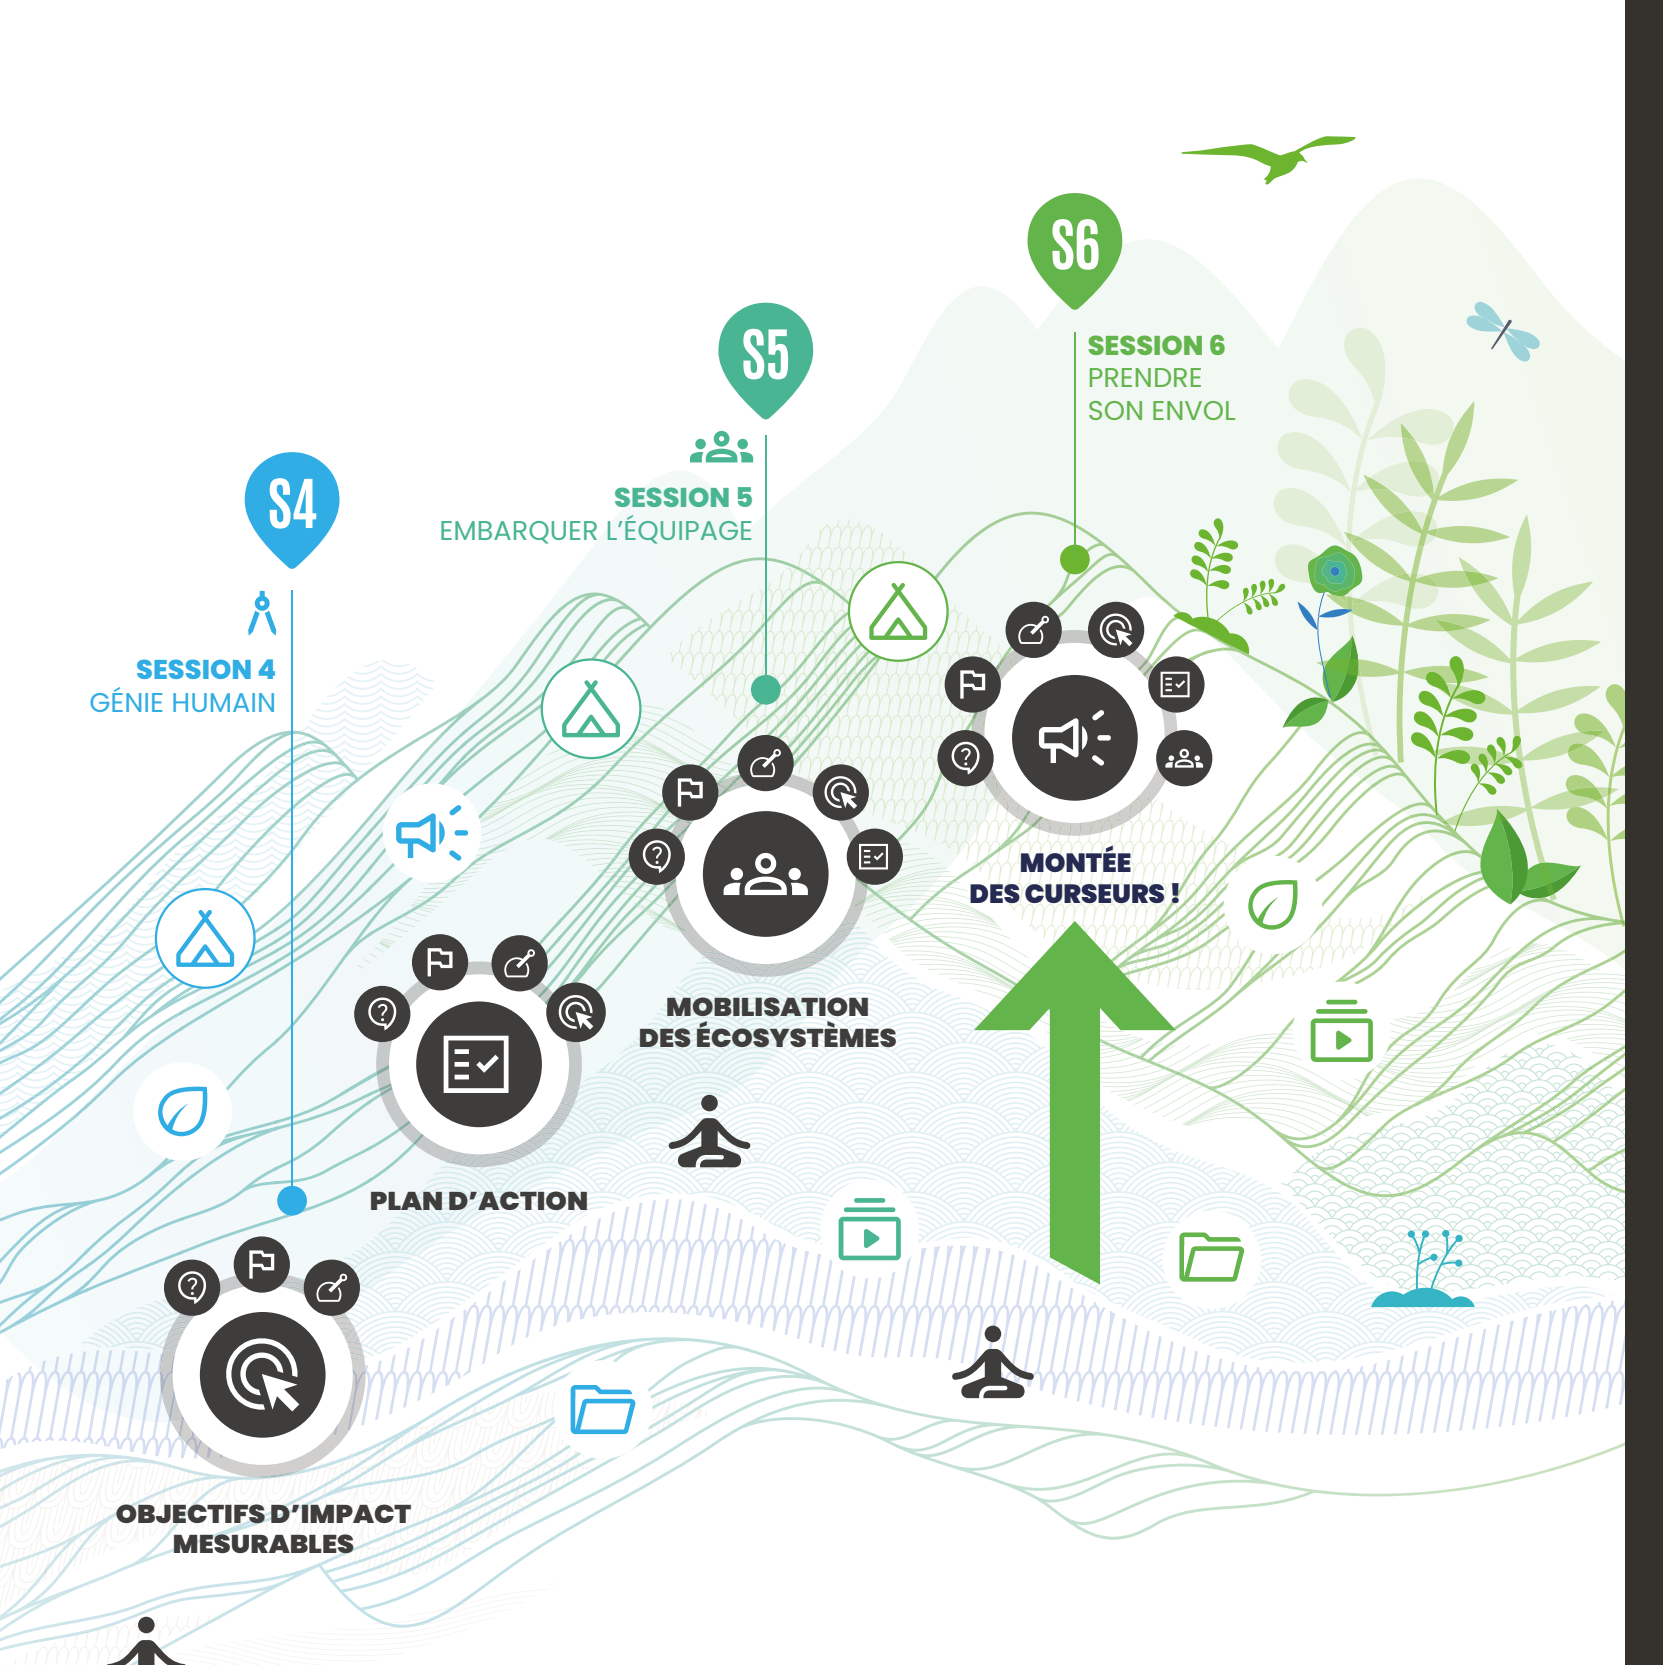 S6
SESSION 6
PRENDRE
SON ENVOL
S5
SESSION 5
EMBARQUER L'ÉQUIPAGE
S4
SESSION 4
GÉNIE HUMAIN
MONTÉE
DES CURSEURS !
MOBILISATION
DES ÉCOSYSTÈMES
PLAN D'ACTION
OBJECTIFS D'IMPACT
MESURABLES